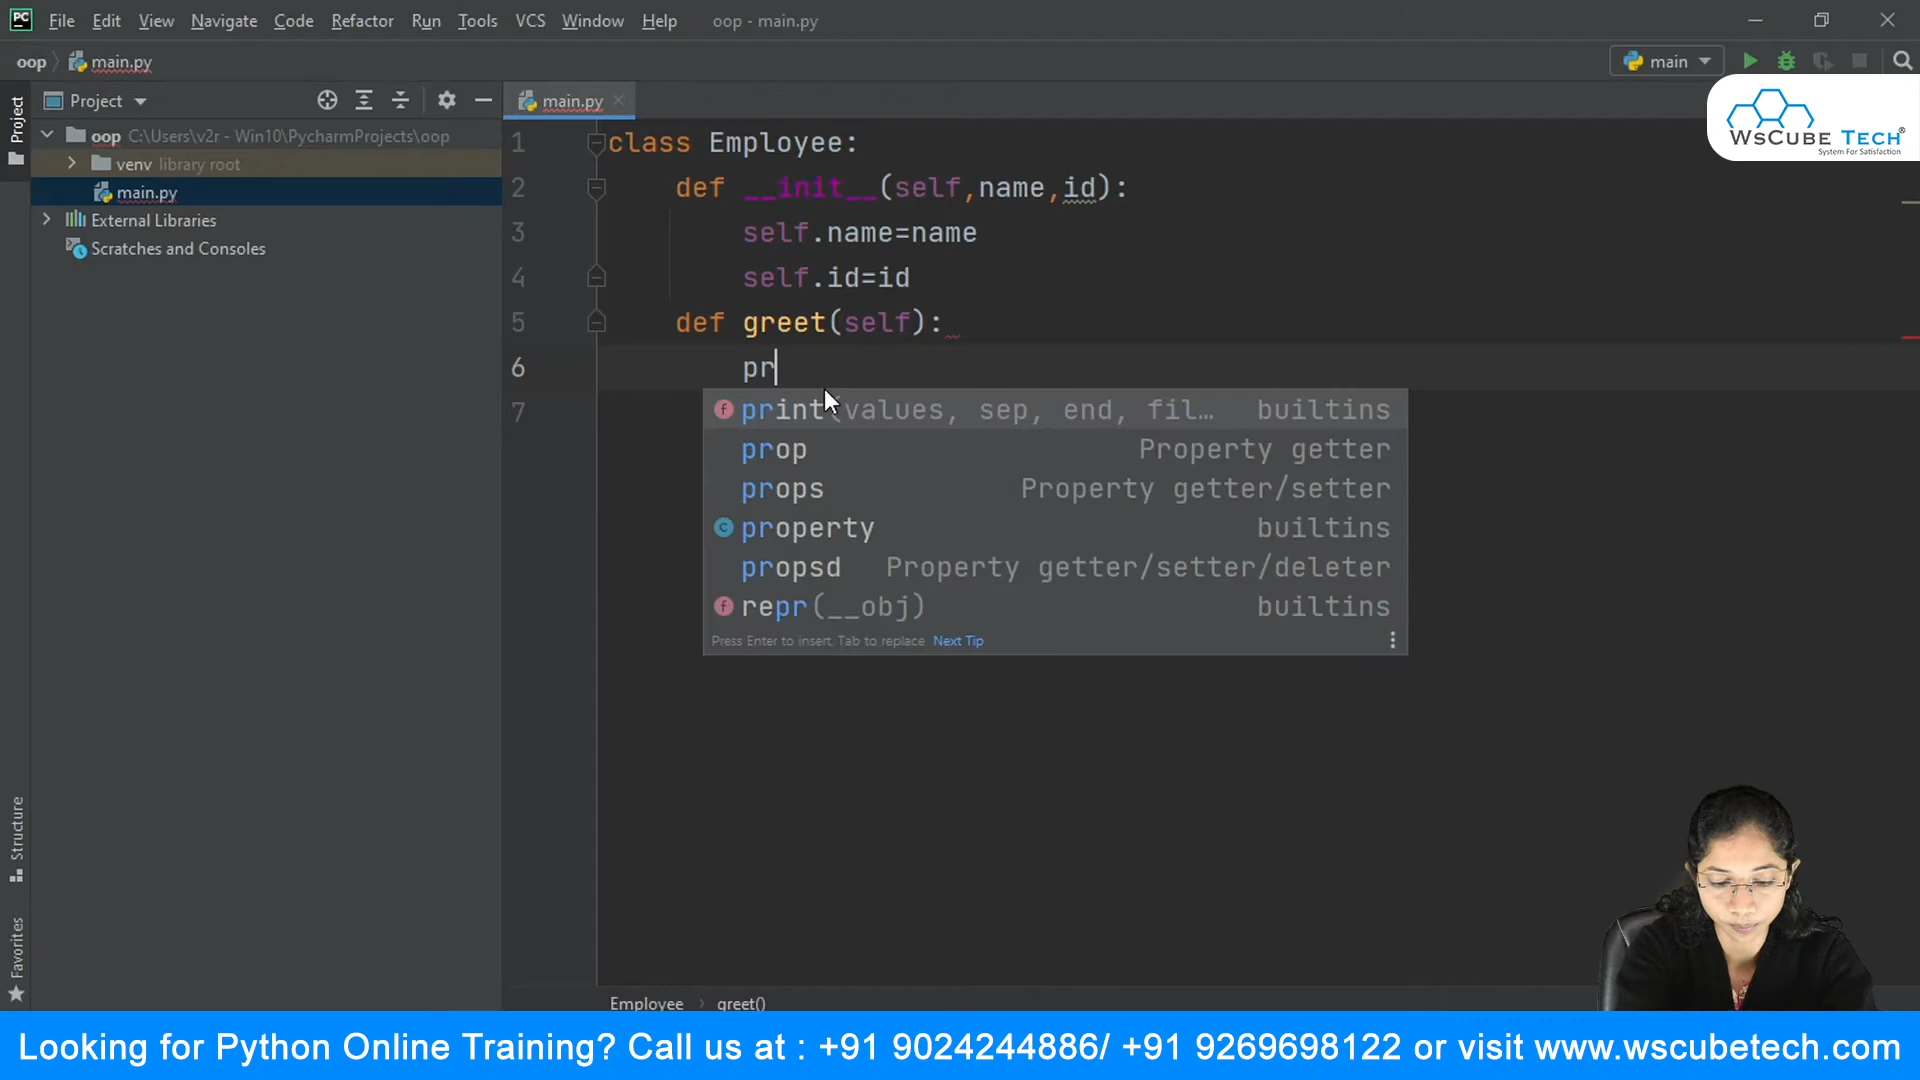 PC File Edit View Navigate Code Refactor Run Tools VCS Window Help oop - main.py
oop main.py main
Project main.py
oop C:\Users\v2r - Win10\PycharmProjects\oop
venv library root
main.py
External Libraries
Scratches and Consoles
Project
Structure
Favorites
1 class Employee:
2 def __init__(self,name,id):
3 self.name=name
4 self.id=id
5 def greet(self):
6 pr
7
f print(values, sep, end, fil... builtins
prop Property getter
props Property getter/setter
C property builtins
propsd Property getter/setter/deleter
f repr(__obj) builtins
Press Enter to insert, Tab to replace Next Tip
WsCube Tech®
System For Satisfaction
Employee › greet()
Looking for Python Online Training? Call us at : +91 9024244886/ +91 9269698122 or visit www.wscubetech.com